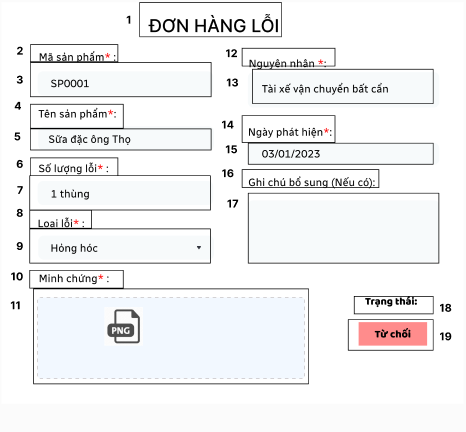 1 ĐƠN HÀNG LỖI
2 Mã sản phẩm* :
3 SP0001
4 Tên sản phẩm*:
5 Sữa đặc ông Thọ
6 Số lượng lỗi* :
7 1 thùng
8 Loại lỗi* :
9 Hỏng hóc
10 Minh chứng* :
11 PNG
12 Nguyên nhân *:
13 Tài xế vận chuyển bất cẩn
14 Ngày phát hiện*:
15 03/01/2023
16 Ghi chú bổ sung (Nếu có):
17
Trạng thái: 18
Từ chối 19